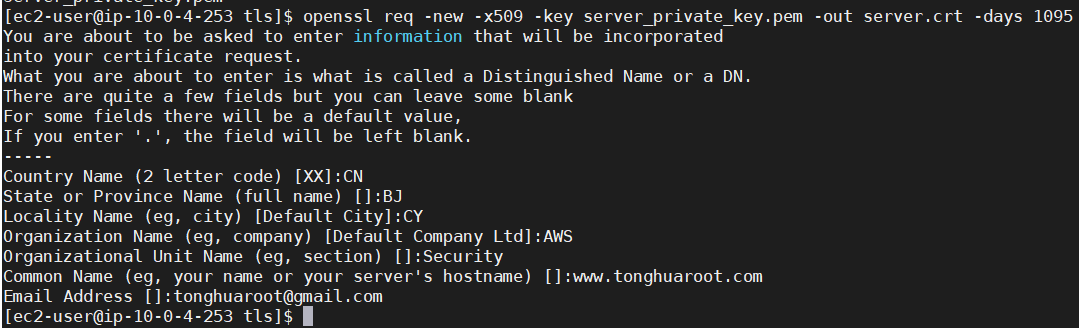 [ec2-user@ip-10-0-4-253 tls]$ openssl req -new -x509 -key server_private_key.pem -out server.crt -days 1095
You are about to be asked to enter information that will be incorporated
into your certificate request.
What you are about to enter is what is called a Distinguished Name or a DN.
There are quite a few fields but you can leave some blank
For some fields there will be a default value,
If you enter '.', the field will be left blank.
-----
Country Name (2 letter code) [XX]:CN
State or Province Name (full name) []:BJ
Locality Name (eg, city) [Default City]:CY
Organization Name (eg, company) [Default Company Ltd]:AWS
Organizational Unit Name (eg, section) []:Security
Common Name (eg, your name or your server's hostname) []:www.tonghuaroot.com
Email Address []:tonghuaroot@gmail.com
[ec2-user@ip-10-0-4-253 tls]$